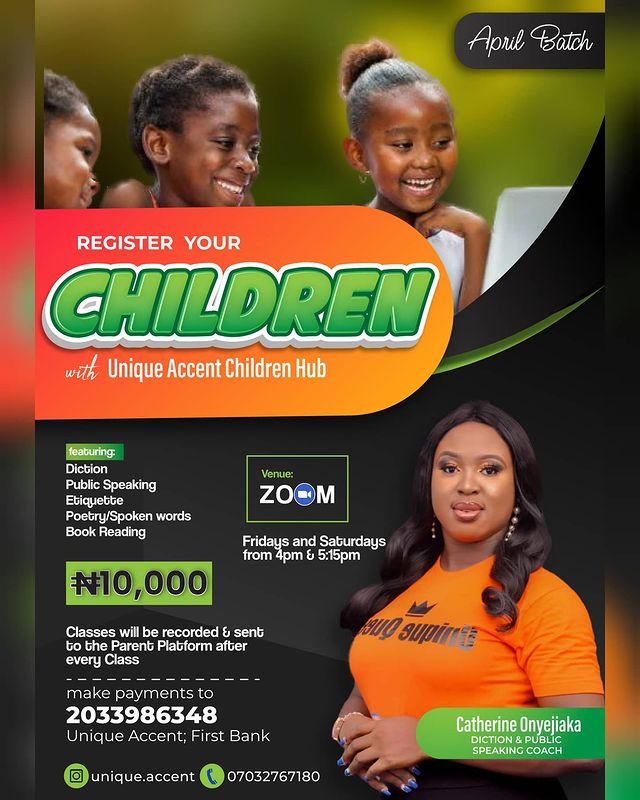 April Batch
REGISTER YOUR
CHILDREN
with Unique Accent Children Hub
featuring:
Diction
Public Speaking
Etiquette
Poetry/Spoken words
Book Reading
Venue:
ZOOM
Fridays and Saturdays
from 4pm & 5:15pm
₦10,000
Classes will be recorded & sent
to the Parent Platform after
every Class
make payments to
2033986348
Unique Accent; First Bank
unique.accent 07032767180
Unique Queen
Catherine Onyejiaka
DICTION & PUBLIC
SPEAKING COACH